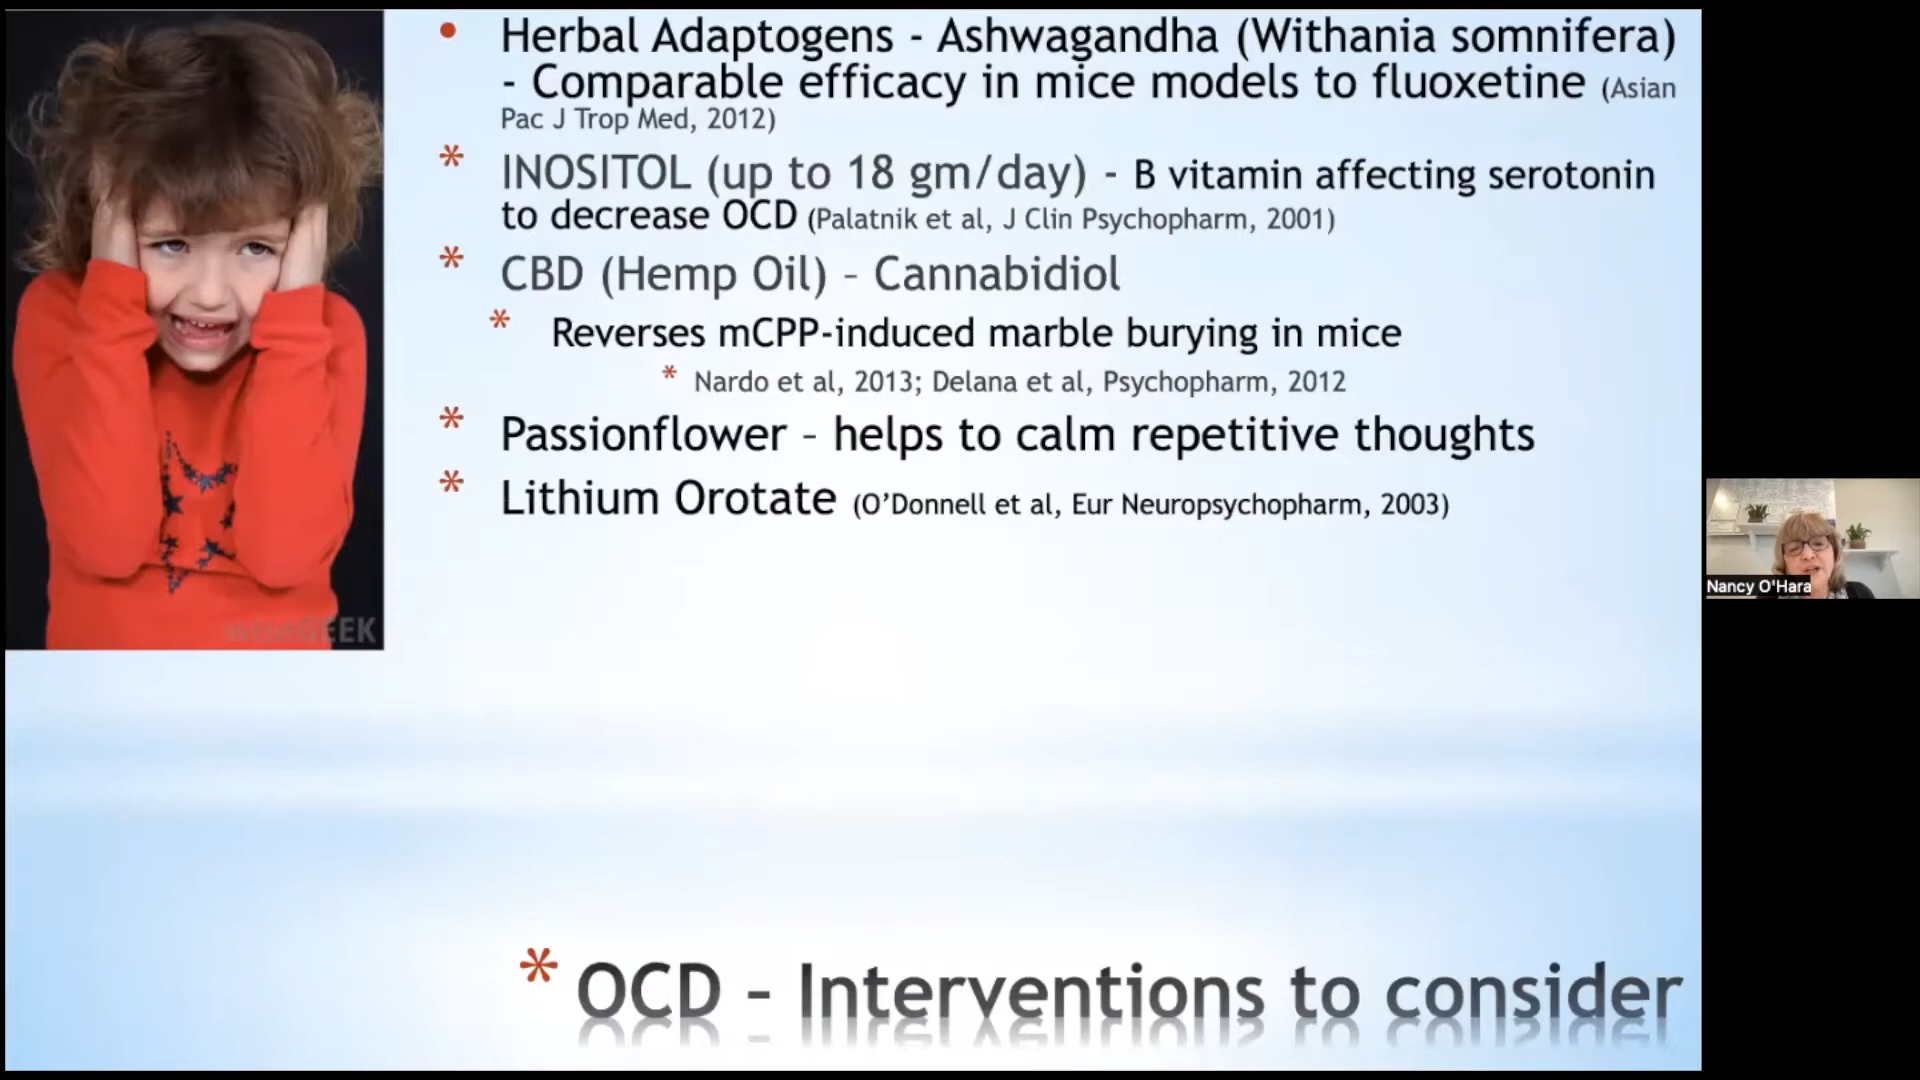 • Herbal Adaptogens - Ashwagandha (Withania somnifera)
- Comparable efficacy in mice models to fluoxetine (Asian
Pac J Trop Med, 2012)
* INOSITOL (up to 18 gm/day) - B vitamin affecting serotonin
to decrease OCD (Palatnik et al, J Clin Psychopharm, 2001)
* CBD (Hemp Oil) – Cannabidiol
* Reverses mCPP-induced marble burying in mice
* Nardo et al, 2013; Delana et al, Psychopharm, 2012
* Passionflower – helps to calm repetitive thoughts
* Lithium Orotate (O’Donnell et al, Eur Neuropsychopharm, 2003)
wiseGEEK
Nancy O'Hara
* OCD – Interventions to consider